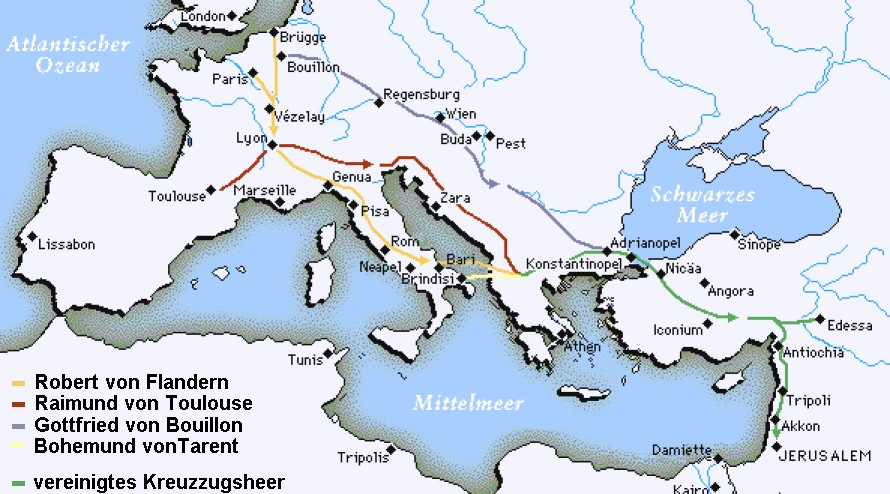 London
Brügge
Atlantischer
Ozean
Bouillon
Paris
Regensburg
Vézelay
Wien
Lyon
Buda
Pest
Genua
Toulouse
Marseille
Zara
Schwarzes
Meer
Pisa
Lissabon
Rom
Adrianopel
Sinope
Neapel
Bari
Konstantinopel
Nicäa
Brindisi
Angora
Iconium
Edessa
Athen
Antiochia
Tunis
Robert von Flandern
Raimund von Toulouse
Mittelmeer
Tripoli
Gottfried von Bouillon
Akkon
Bohemund vonTarent
Damiette
JERUSALEM
Tripolis
vereinigtes Kreuzzugsheer
Kairo